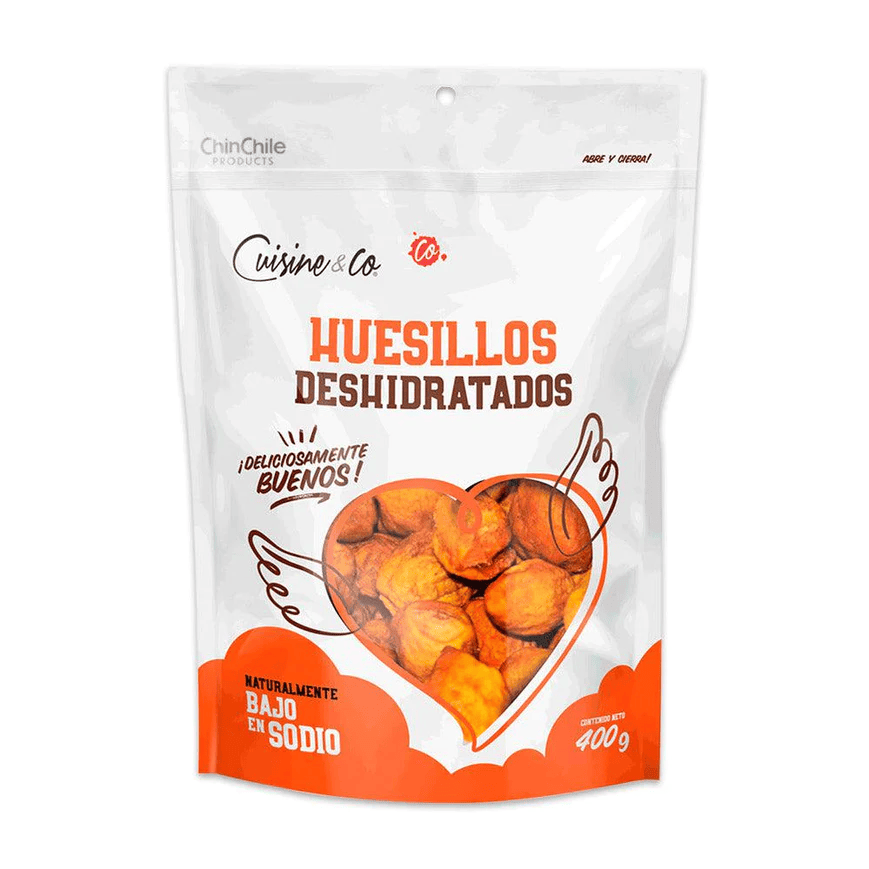 ChinChile
PRODUCTS
ABRE Y CIERRA!
Cuisine & Co.
Co.
HUESILLOS
DESHIDRATADOS
¡DELICIOSAMENTE
BUENOS!
NATURALMENTE
BAJO
EN SODIO
CONTENIDO NETO
400g